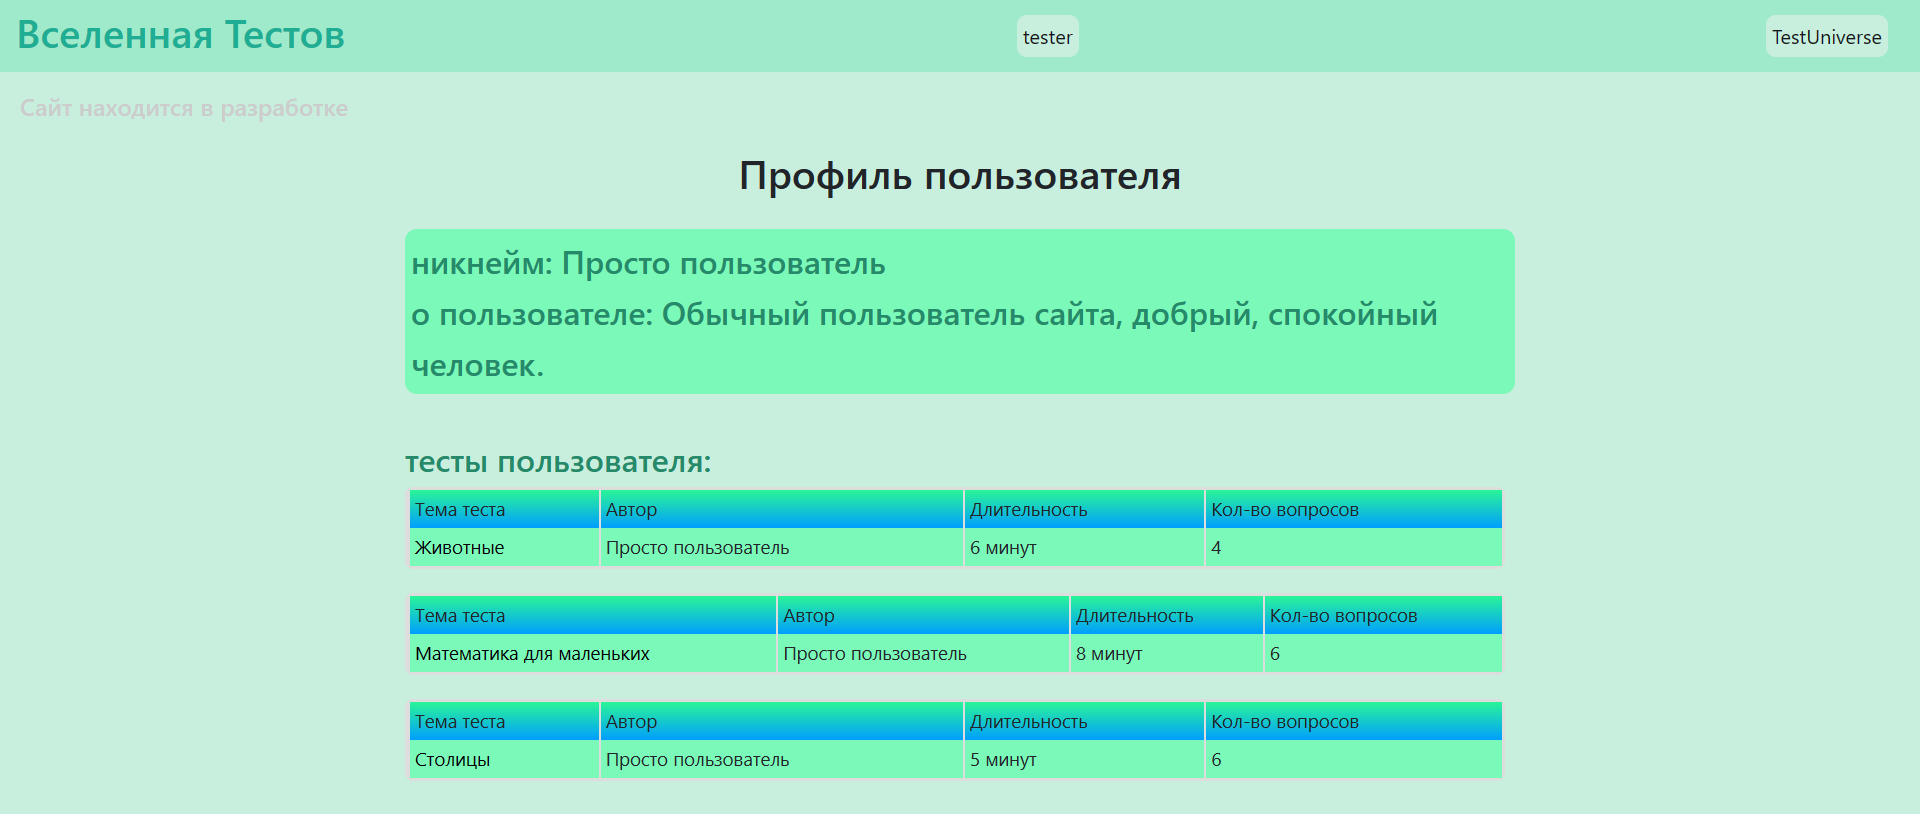 Вселенная Тестов tester TestUniverse
Сайт находится в разработке
Профиль пользователя
никнейм: Просто пользователь
о пользователе: Обычный пользователь сайта, добрый, спокойный
человек.
тесты пользователя:
Тема теста Автор Длительность Кол-во вопросов
Животные Просто пользователь 6 минут 4
Тема теста Автор Длительность Кол-во вопросов
Математика для маленьких Просто пользователь 8 минут 6
Тема теста Автор Длительность Кол-во вопросов
Столицы Просто пользователь 5 минут 6